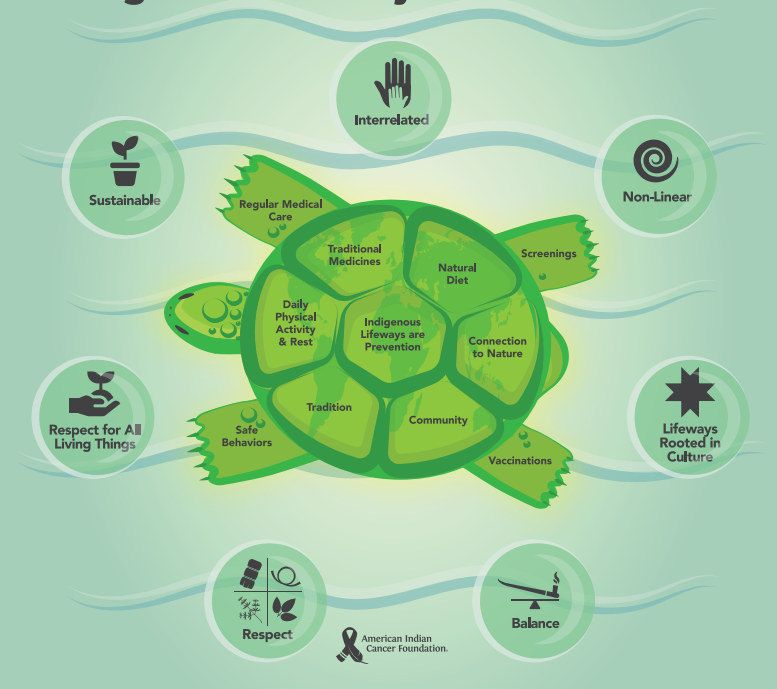 Interrelated
Sustainable
Non-Linear
Regular Medical
Care
Screenings
Traditional
Medicines
Natural
Diet
Daily
Physical
Activity
& Rest
Indigenous
Lifeways are
Prevention
Connection
to Nature
Tradition
Community
Safe
Behaviors
Vaccinations
Respect for All
Living Things
Lifeways
Rooted in
Culture
Respect
Balance
American Indian
Cancer Foundation.